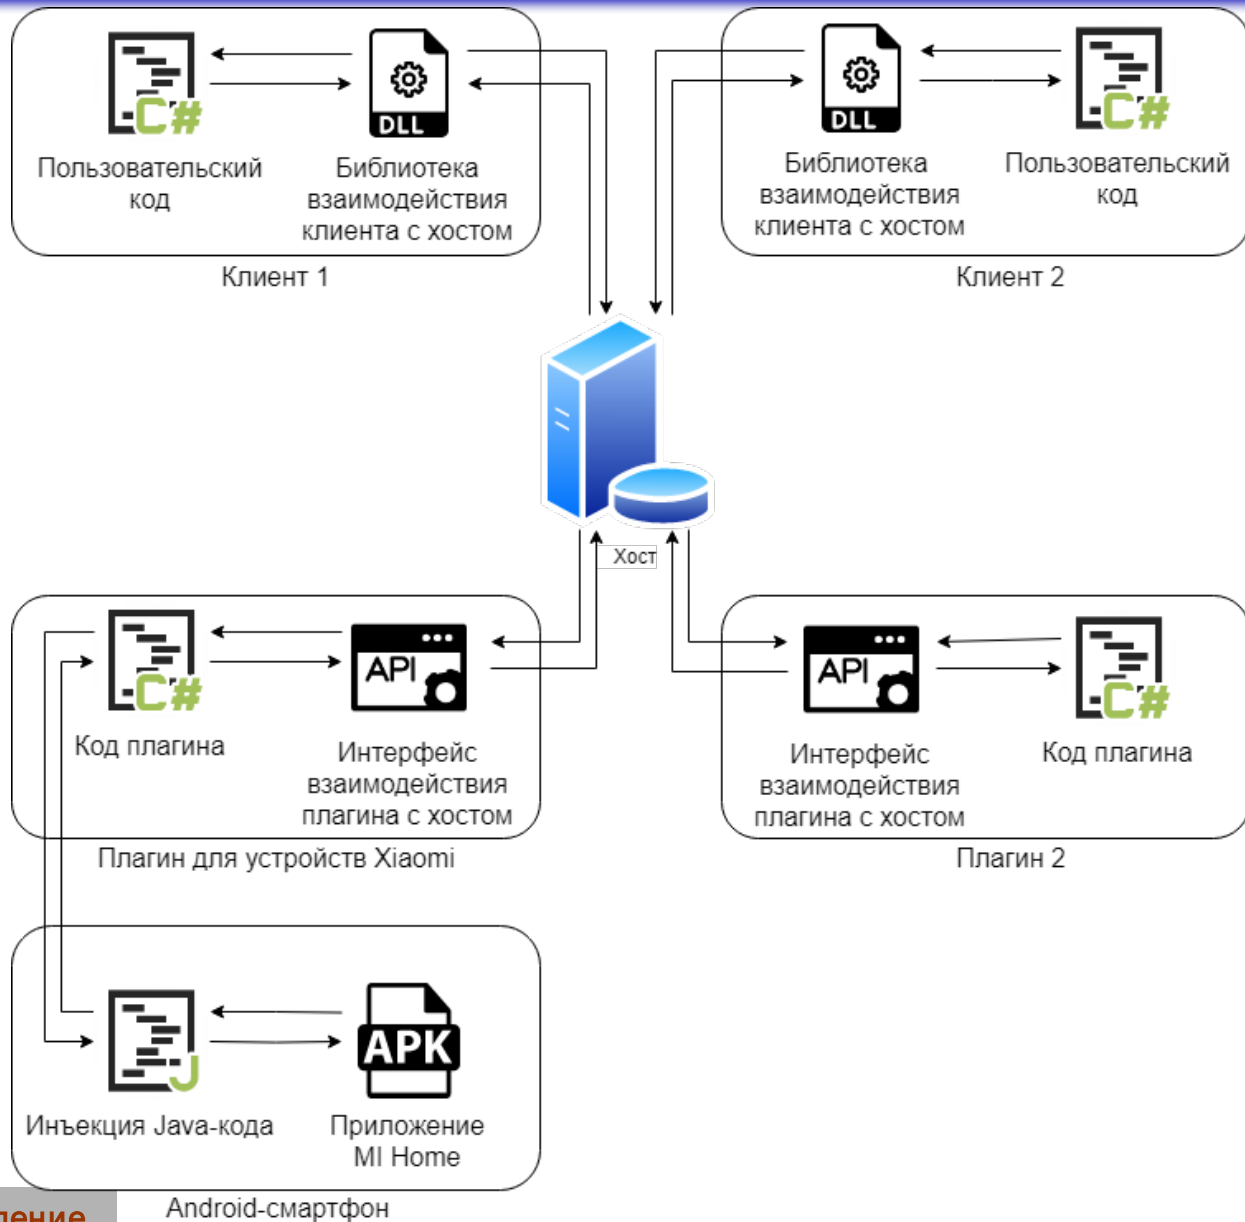 C#
DLL
Пользовательский
код
Библиотека
взаимодействия
клиента с хостом
Клиент 1
DLL
C#
Библиотека
взаимодействия
клиента с хостом
Пользовательский
код
Клиент 2
Хост
C#
API
Код плагина
Интерфейс
взаимодействия
плагина с хостом
Плагин для устройств Xiaomi
API
C#
Интерфейс
взаимодействия
плагина с хостом
Код плагина
Плагин 2
J
APK
Инъекция Java-кода
Приложение
MI Home
Android-смартфон